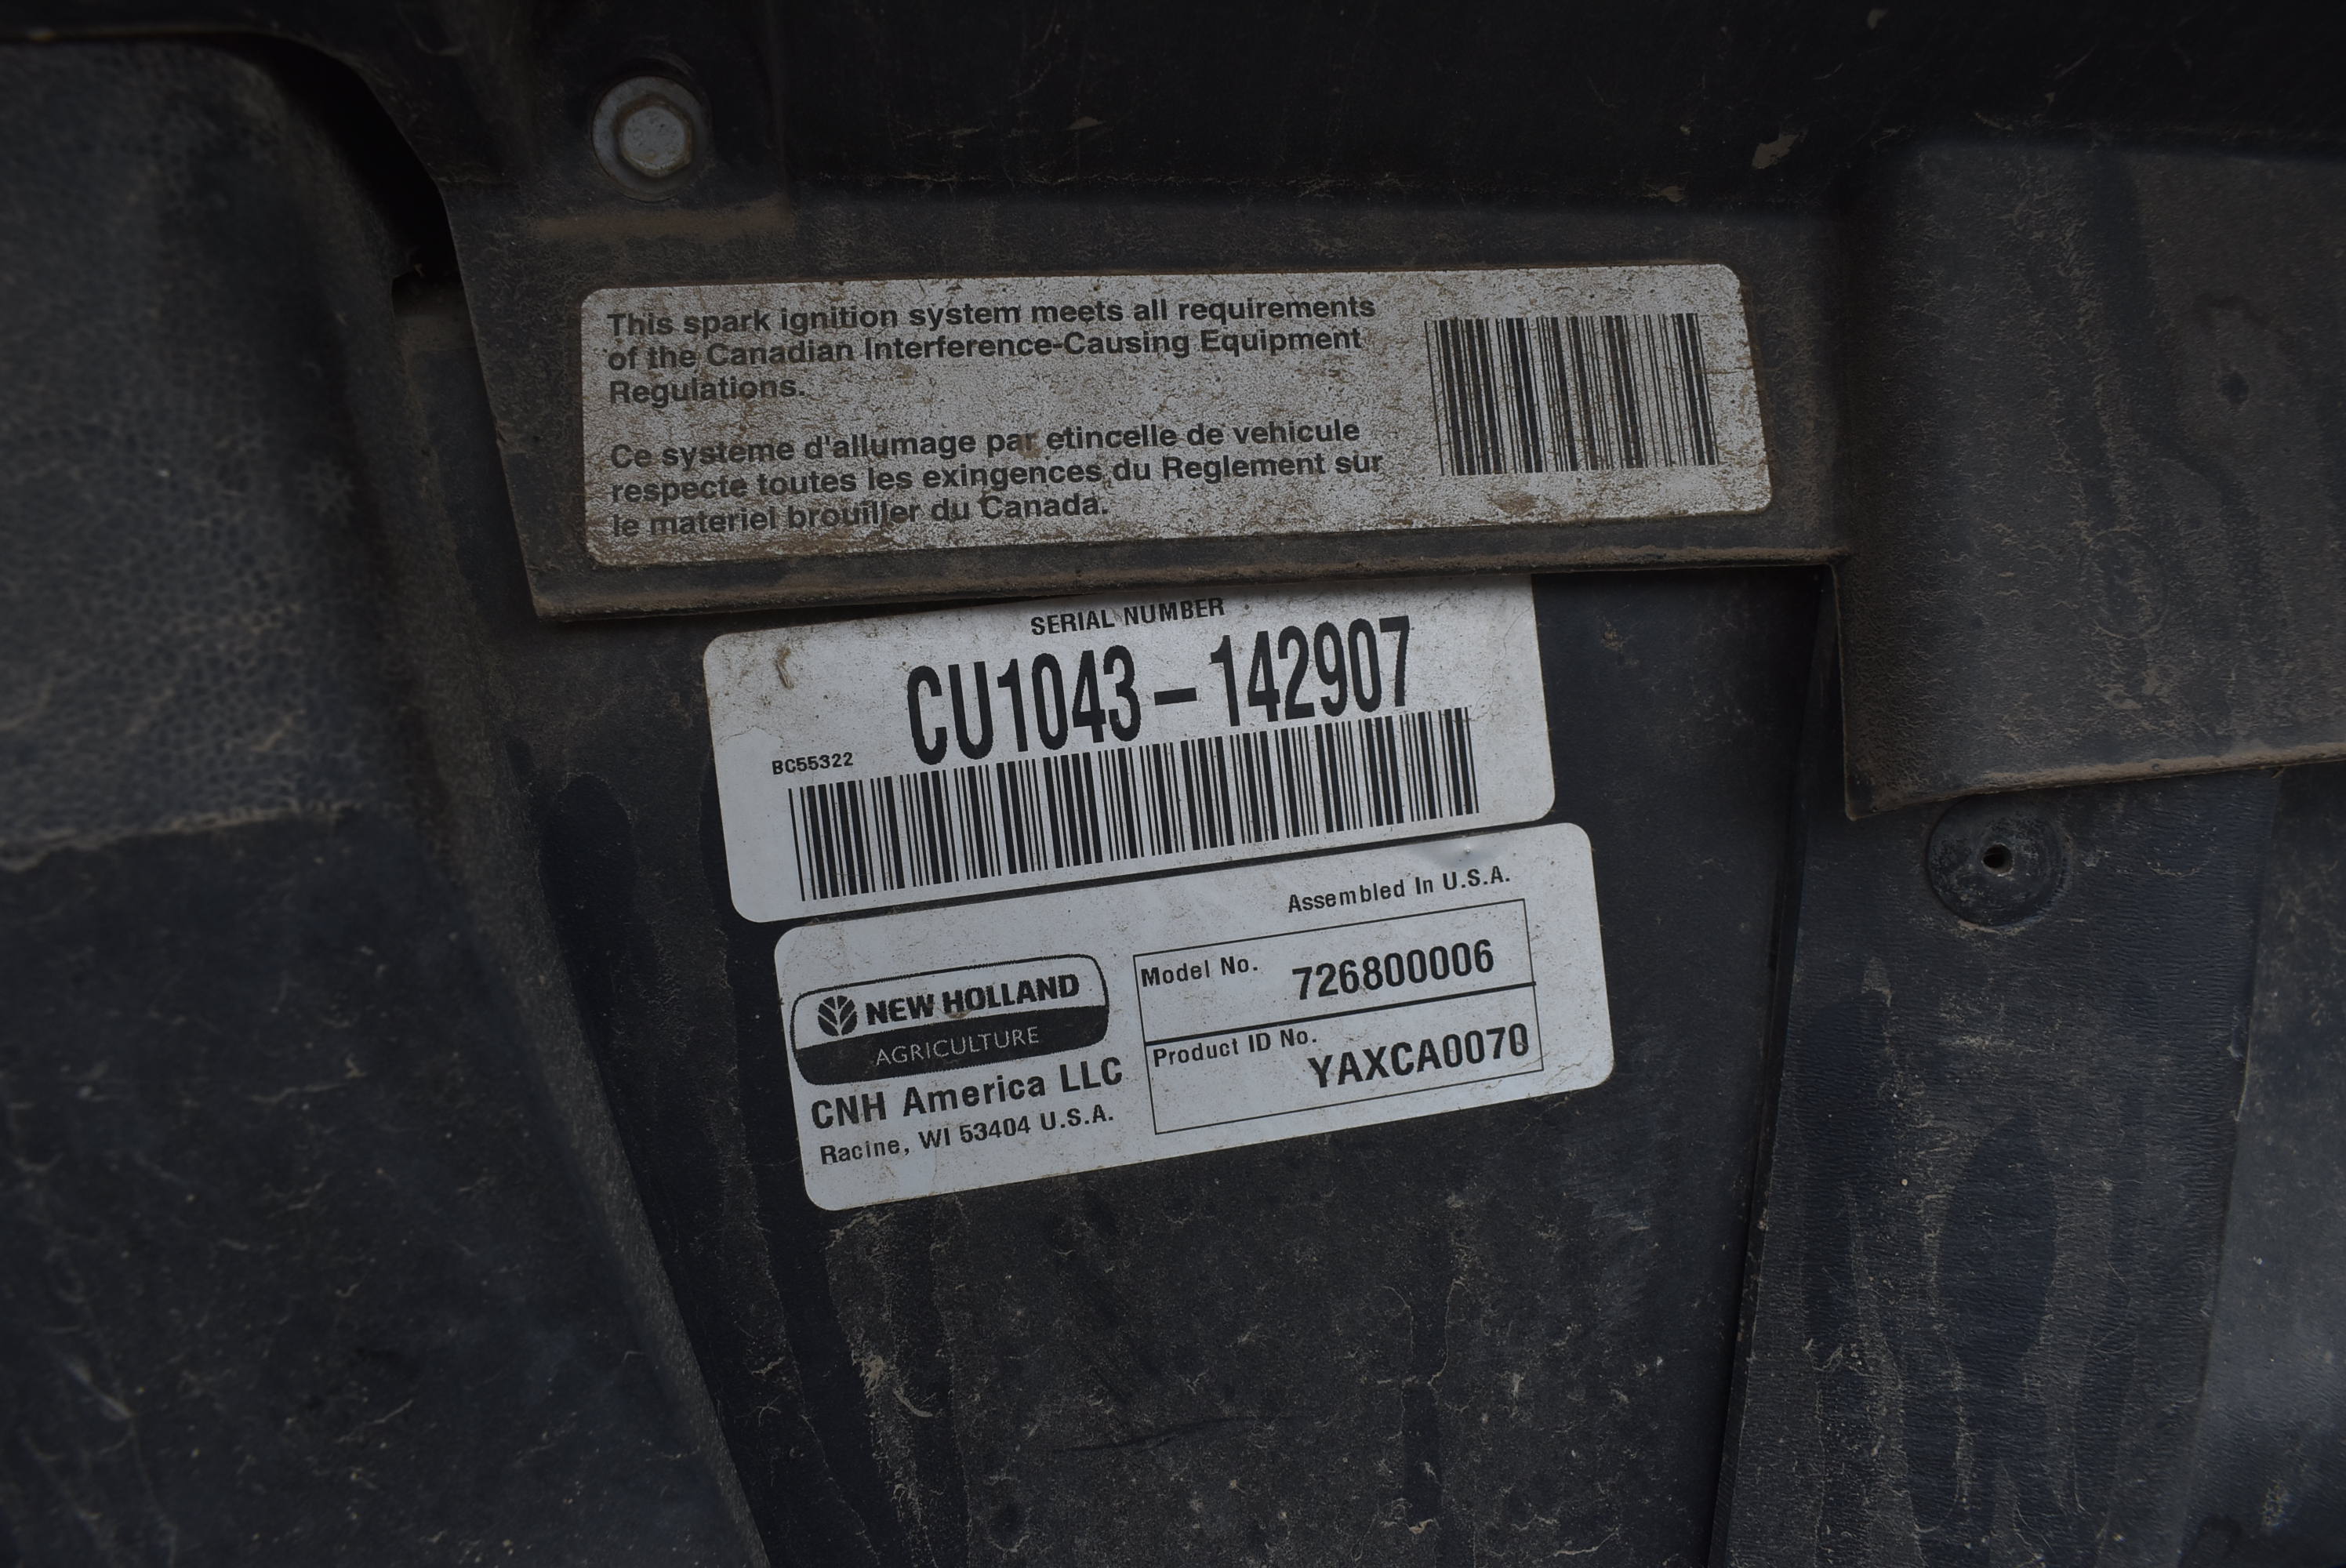 This spark ignition system meets all requirements
of the Canadian Interference-Causing Equipment
Regulations.
Ce systeme d'allumage par etincelle de vehicule
respecte toutes les exingences du Reglement sur
le materiel brouiller du Canada.
SERIAL NUMBER
CU1043-142907
BC55322
Assembled In U.S.A.
NEW HOLLAND
AGRICULTURE
CNH America LLC
Racine, WI 53404 U.S.A.
Model No. 726800006
Product ID No. YAXCA0070